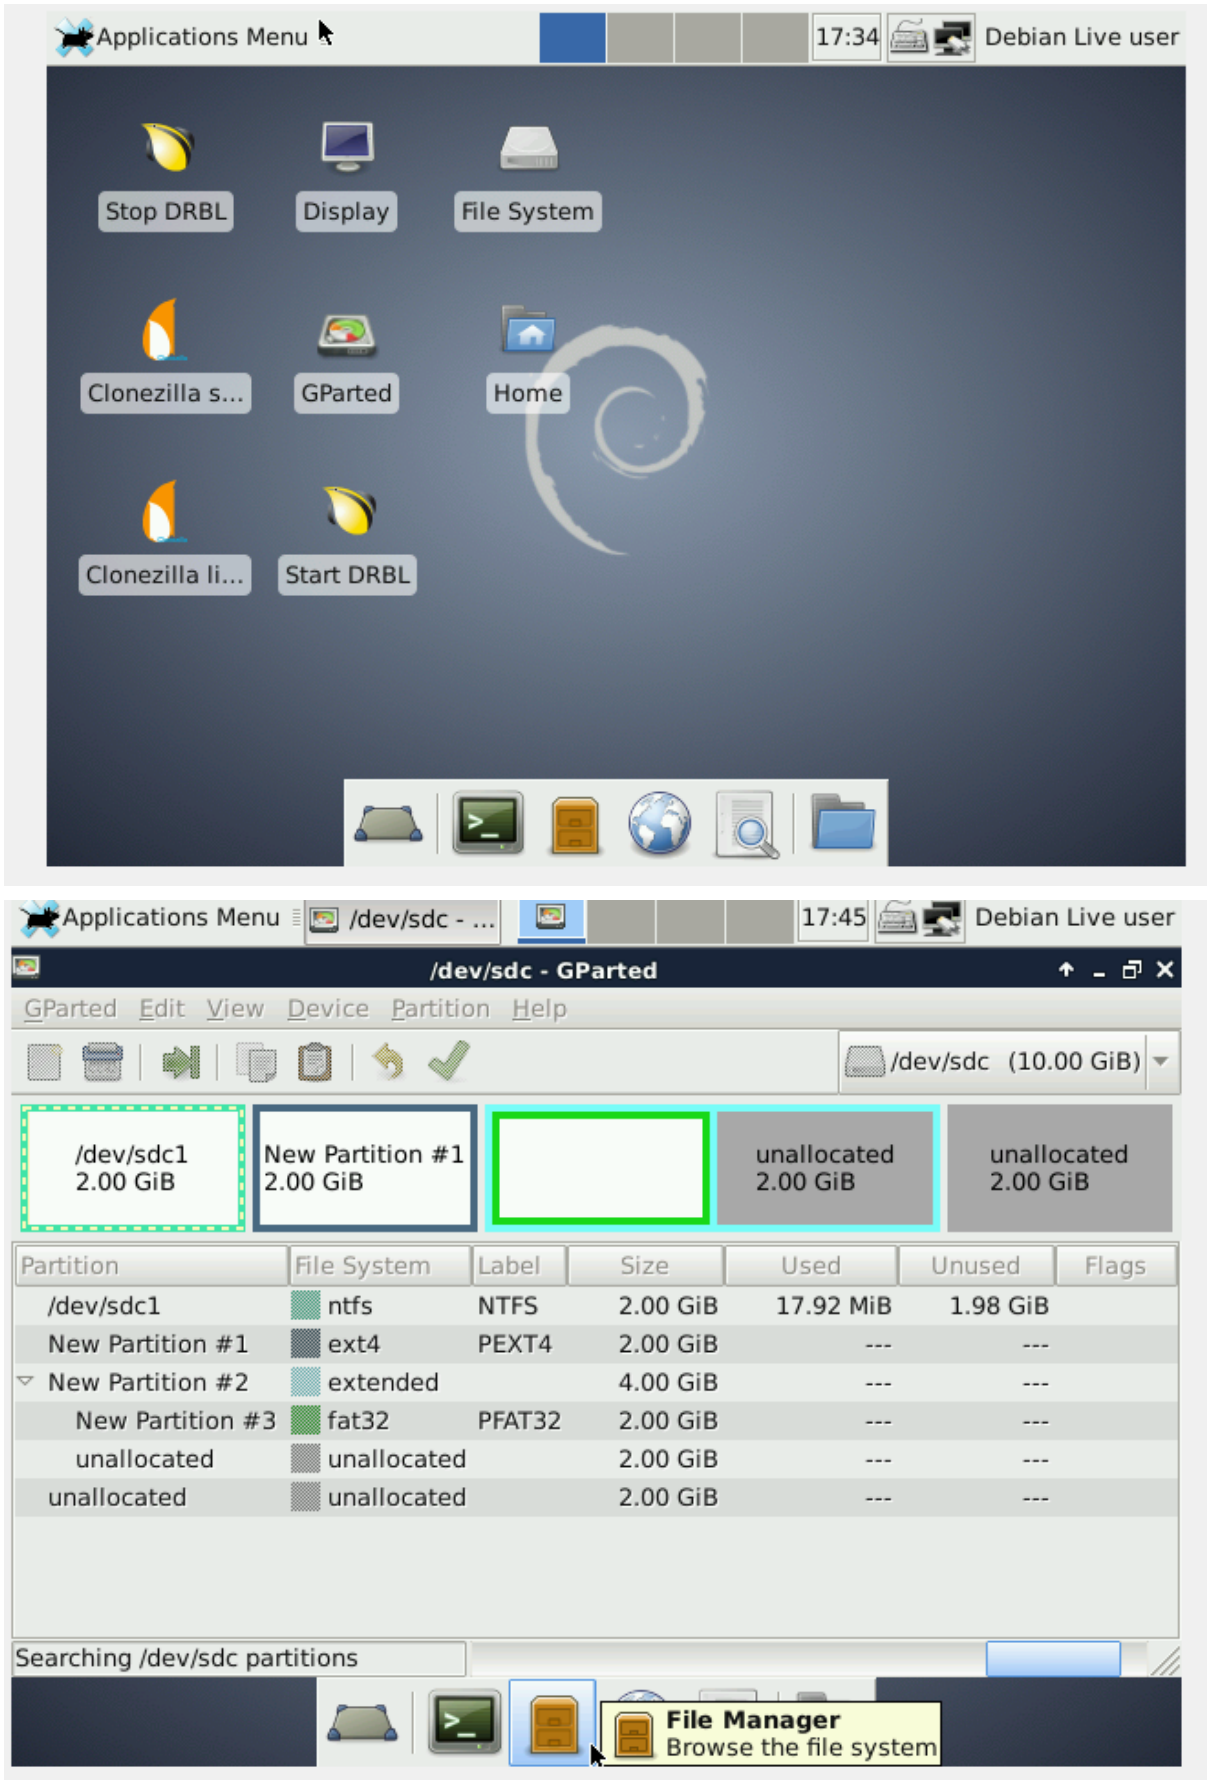 Applications Menu 17:34 Debian Live user
Stop DRBL Display File System
Clonezilla s... GParted Home
Clonezilla li... Start DRBL
>_
Applications Menu /dev/sdc - ... 17:45 Debian Live user
/dev/sdc - GParted
GParted Edit View Device Partition Help
/dev/sdc (10.00 GiB)
/dev/sdc1 New Partition #1 unallocated unallocated
2.00 GiB 2.00 GiB 2.00 GiB 2.00 GiB
Partition File System Label Size Used Unused Flags
/dev/sdc1 ntfs NTFS 2.00 GiB 17.92 MiB 1.98 GiB
New Partition #1 ext4 PEXT4 2.00 GiB --- ---
New Partition #2 extended 4.00 GiB --- ---
New Partition #3 fat32 PFAT32 2.00 GiB --- ---
unallocated unallocated 2.00 GiB --- ---
unallocated unallocated 2.00 GiB --- ---
Searching /dev/sdc partitions
>_
File Manager
Browse the file system